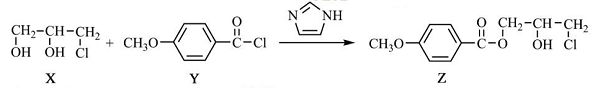 CH₂-CH-CH₂ + CH₃O C-Cl O N NH CH₃O C O O CH₂ CH CH₂
OH OH Cl OH Cl
X Y Z